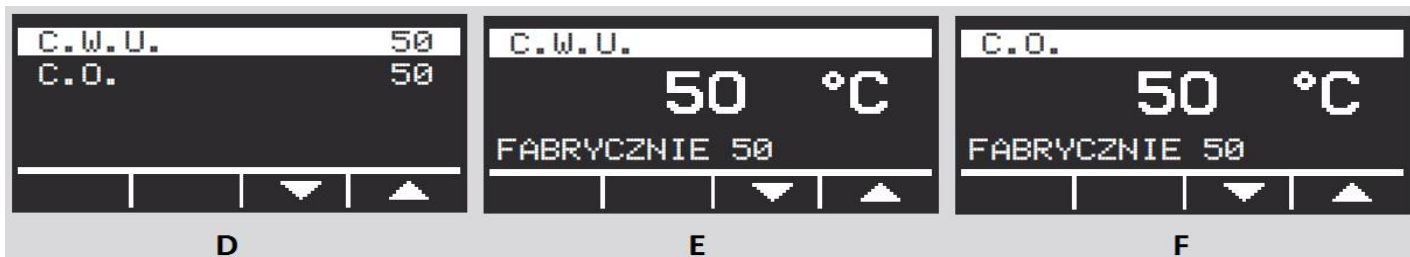 C.W.U. 50
C.O. 50
D
C.W.U.
50 °C
FABRYCZNIE 50
E
C.O.
50 °C
FABRYCZNIE 50
F